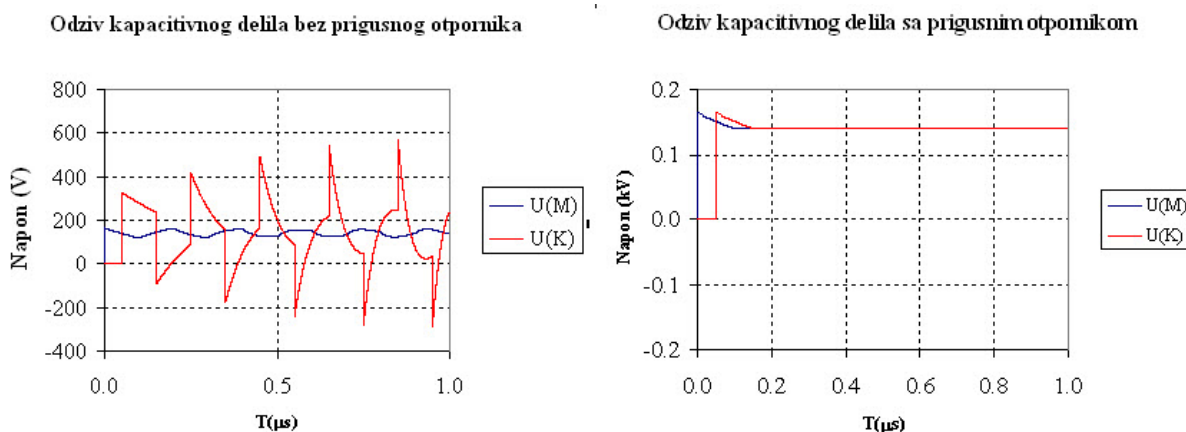 Odziv kapacitivnog delila bez prigusnog otpornika
Napon (V)
800
600
400
200
0
-200
-400
0.0
0.5
1.0
T(μs)
U(M)
U(K)
Odziv kapacitivnog delila sa prigusnim otpornikom
Napon (kV)
0.2
0.1
0.0
-0.1
-0.2
0.0
0.2
0.4
0.6
0.8
1.0
T(μs)
U(M)
U(K)